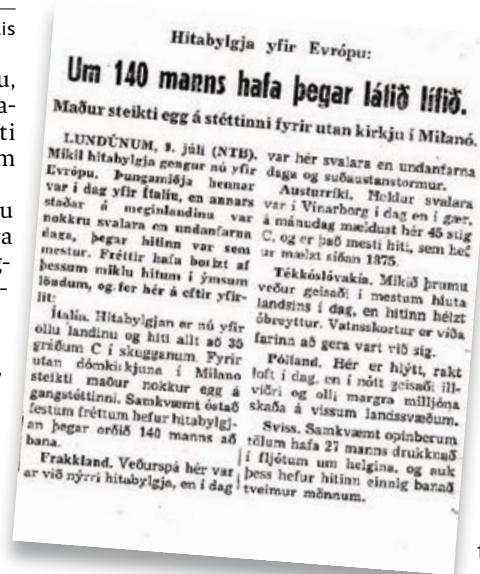 is
u,
a-
ti
m
u
ra
g-
-
,
t
Hitabylgja yfir Evrópu:
Um 140 manns hafa þegar látið lífið.
Maður steikti egg á stéttinni fyrir utan kirkju í Mílanó.
LUNDÚNUM, júlí (NTB).
Mikil hitabylgja gengur nú yfir
Evrópu. Þungamiðja hennar
var í dag yfir Ítalíu, en annars
staðar á meginlandinu var
nokkru svalara en undanfarna
daga, þegar hitinn var sem
mestur. Fréttir hafa borizt af
þessum miklu hitum í ýmsum
löndum, og fer hér á eftir yfir-
lit:
Ítalía. Hitabylgjan er nú yfir
öllu landinu og hiti allt að 35
gráðum C í skugganum. Fyrir
utan dómkirkjuna í Milano
steikti maður nokkur egg á
gangstéttinni. Samkvæmt óstað
festum fréttum hefur hitabylgj-
an þegar orðið 140 manns að
bana.
Frakkland. Veðurspá hér var
ar við nýrri hitabylgja, en í dag
var hér svalara en undanfarna
daga og suðaustanstormur.
Austurríki. Heldur svalara
var í Vínarborg í dag en í gær,
á mánudag mældust hér 45 stig
C, og er það mesti hiti, sem hef
ur mælzt síðan 1875.
Tékkóslóvakía. Mikið þrumu
veður geisaði í mestum hluta
landsins í dag, en hitinn hélzt
óbreyttur. Vatnsskortur er víða
farinn að gera vart við sig.
Pólland. Hér er hlýtt, rakt
loft í dag, en í nótt geisaði ill-
viðri og olli margra milljóna
skaða á vissum landssvæðum.
Sviss. Samkvæmt opinberum
tölum hafa 27 manns drukknað
í fljótum um helgina, og auk
þess hefur hitinn einnig banað
tveimur mönnum.